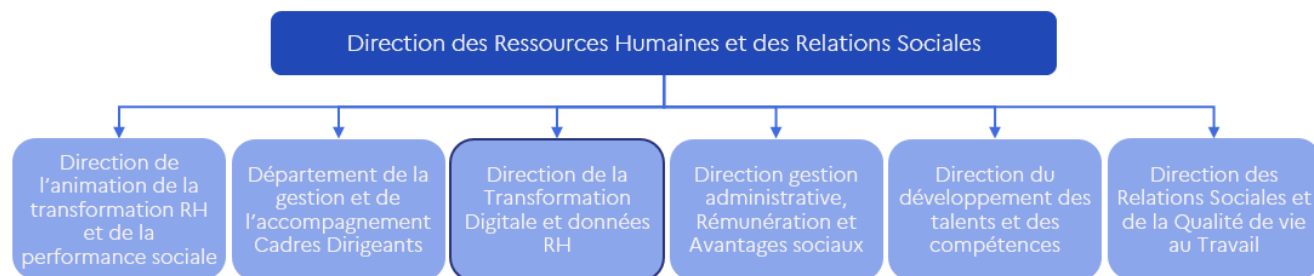 Direction des Ressources Humaines et des Relations Sociales
Direction de
l'animation de la
transformation RH
et de la
performance sociale
Département de la
gestion et de
l'accompagnement
Cadres Dirigeants
Direction de la
Transformation
Digitale et données
RH
Direction gestion
administrative,
Rémunération et
Avantages sociaux
Direction du
développement des
talents et des
compétences
Direction des
Relations Sociales et
de la Qualité de vie
au Travail